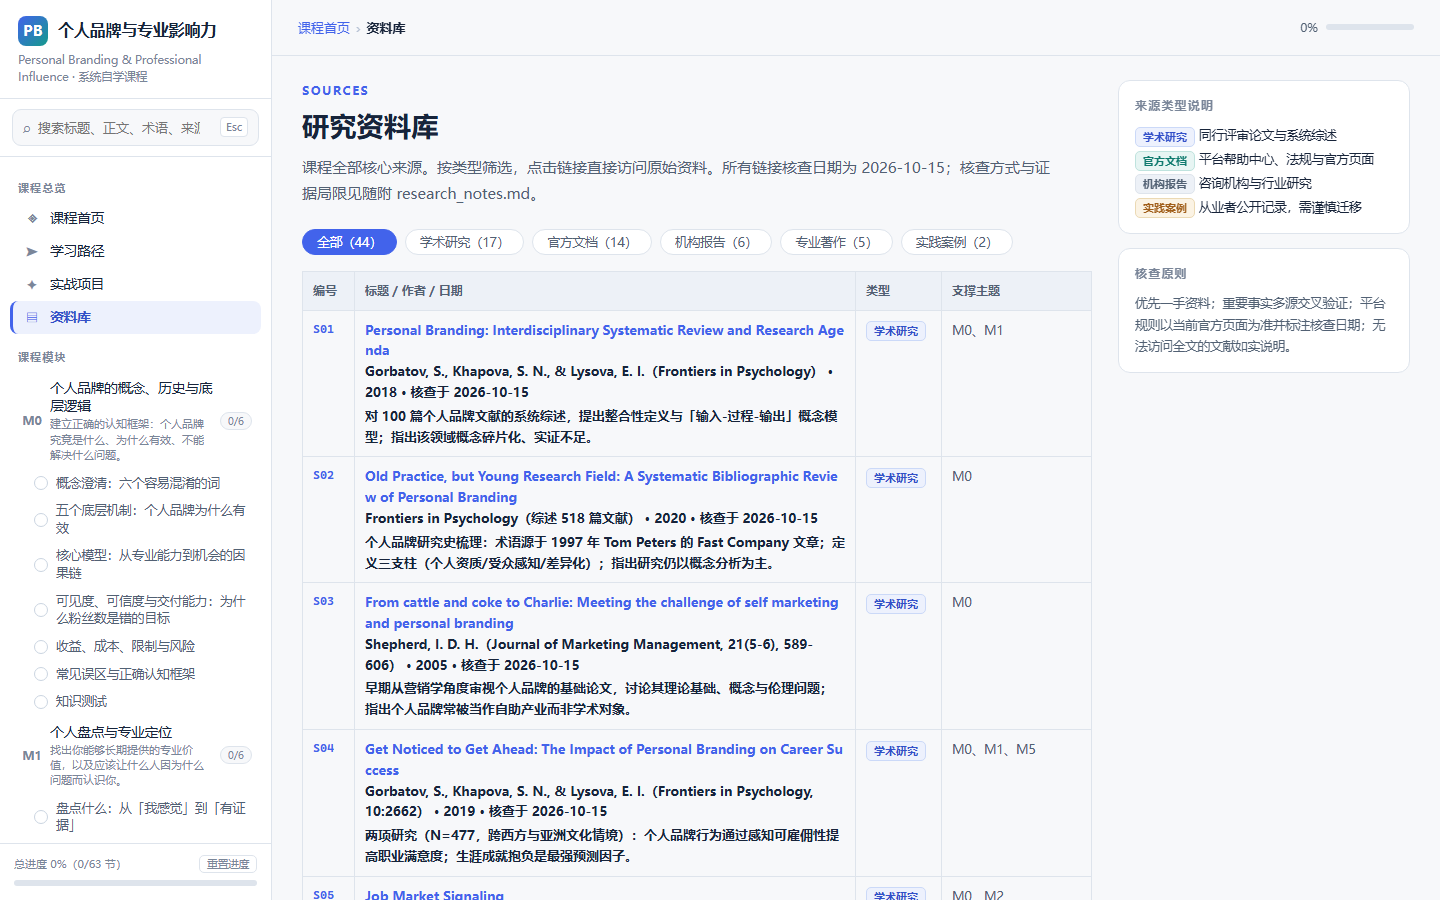 PB 个人品牌与专业影响力
Personal Branding & Professional
Influence · 系统自学课程
搜索标题、正文、术语、来
Esc
课程总览
课程首页
学习路径
实战项目
资料库
课程模块
M0
个人品牌的概念、历史与底
层逻辑
建立正确的认知框架：个人品牌
究竟是什么、为什么有效、不能
解决什么问题。
0/6
概念澄清：六个容易混淆的词
五个底层机制：个人品牌为什么有
效
核心模型：从专业能力到机会的因
果链
可见度、可信度与交付能力：为什
么粉丝数是错的目标
收益、成本、限制与风险
常见误区与正确认知框架
知识测试
M1
个人盘点与专业定位
找出你能够长期提供的专业价
值，以及应该让什么人因为什
问题而认识你。
0/6
盘点什么：从「我感觉」到「有证
据」
总进度 0%（0/63 节）
重置进度
课程首页 › 资料库
0%
SOURCES
研究资料库
课程全部核心来源。按类型筛选，点击链接直接访问原始资料。所有链接核查日期为 2026-10-15；核查方式与证
据局限见随附 research_notes.md。
全部（44）
学术研究（17）
官方文档（14）
机构报告（6）
专业著作（5）
实践案例（2）
编号 标题 / 作者 / 日期 类型 支撑主题
S01
Personal Branding: Interdisciplinary Systematic Review and Research Age
nda
Gorbatov, S., Khapova, S. N., & Lysova, E. I.（Frontiers in Psychology） •
2018 • 核查于 2026-10-15
对 100 篇个人品牌文献的系统综述，提出整合性定义与「输入-过程-输出」概念模
型；指出该领域概念碎片化、实证不足。
学术研究
M0、M1
S02
Old Practice, but Young Research Field: A Systematic Bibliographic Revie
w of Personal Branding
Frontiers in Psychology（综述 518 篇文献） • 2020 • 核查于 2026-10-15
个人品牌研究史梳理：术语源于 1997 年 Tom Peters 的 Fast Company 文章；定
义三支柱（个人资质/受众感知/差异化）；指出研究仍以概念分析为主。
学术研究
M0
S03
From cattle and coke to Charlie: Meeting the challenge of self marketing
and personal branding
Shepherd, I. D. H.（Journal of Marketing Management, 21(5-6), 589-
606） • 2005 • 核查于 2026-10-15
早期从营销学角度审视个人品牌的基础论文，讨论其理论基础、概念与伦理问题；
指出个人品牌常被当作自助产业而非学术对象。
学术研究
M0
S04
Get Noticed to Get Ahead: The Impact of Personal Branding on Career Su
ccess
Gorbatov, S., Khapova, S. N., & Lysova, E. I.（Frontiers in Psychology,
10:2662） • 2019 • 核查于 2026-10-15
两项研究（N=477，跨西方与亚洲文化情境）：个人品牌行为通过感知可雇佣性提
高职业满意度；生涯成就抱负是最强预测因子。
学术研究
M0、M1、M5
S05
Job Market Signaling
学术研究
M0、M2
来源类型说明
学术研究 同行评审论文与系统综述
官方文档 平台帮助中心、法规与官方页面
机构报告 咨询机构与行业研究
实践案例 从业者公开记录，需谨慎迁移
核查原则
优先一手资料；重要事实多源交叉验证；平台
规则以当前官方页面为准并标注核查日期；无
法访问全文的文献如实说明。